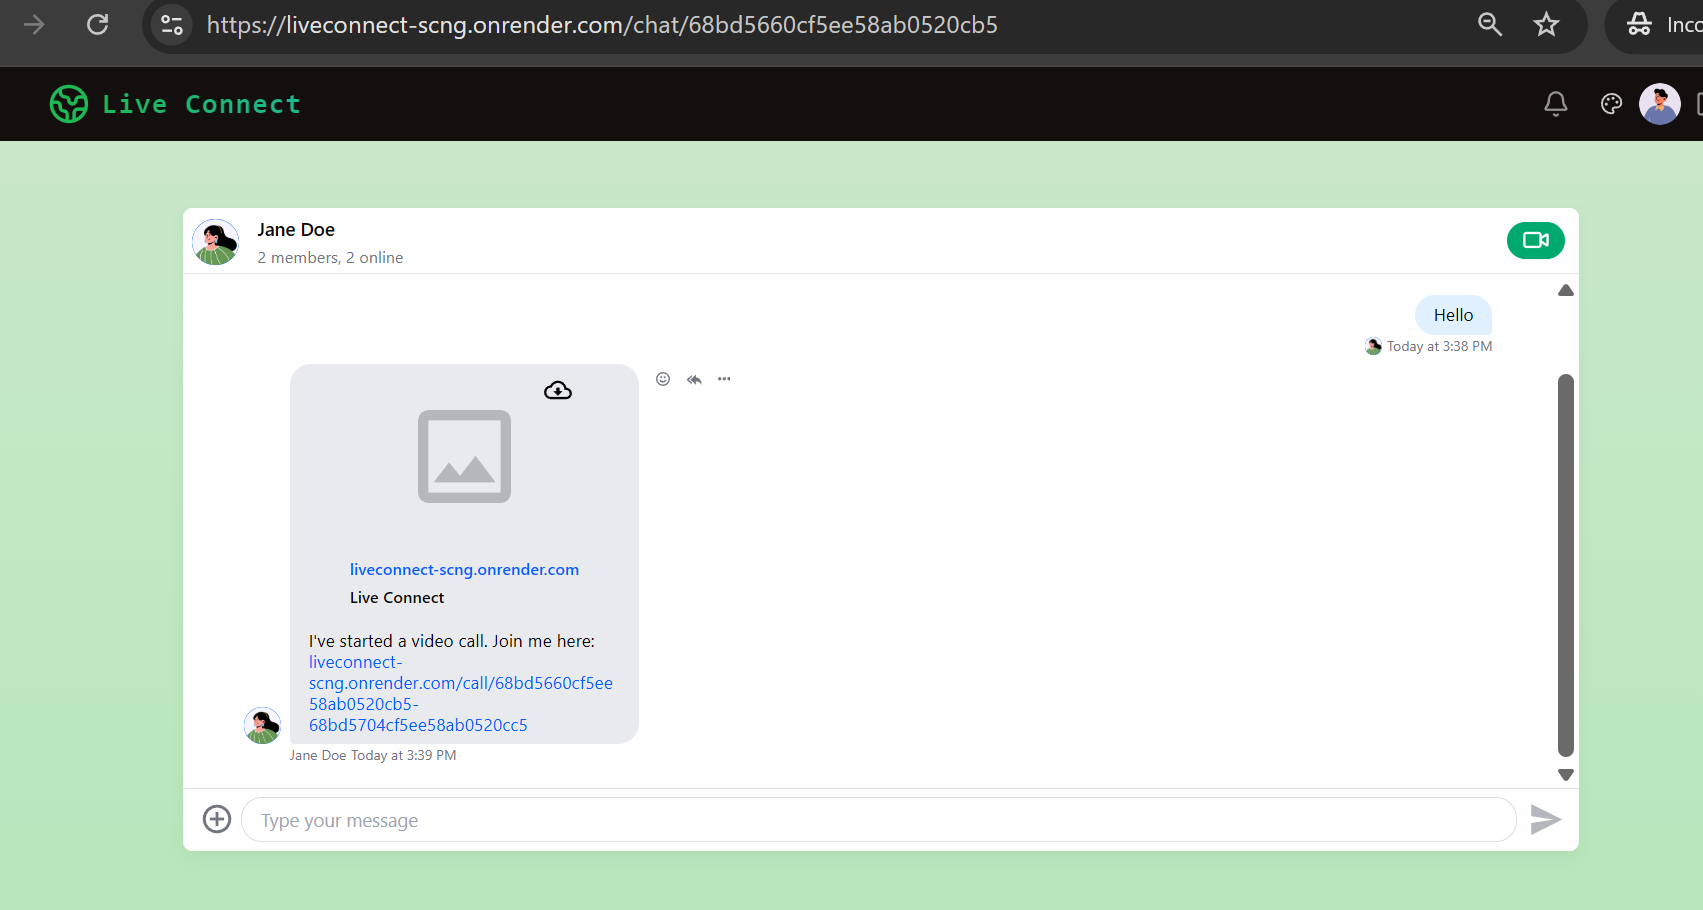 https://liveconnect-scng.onrender.com/chat/68bd5660cf5ee58ab0520cb5
Live Connect
Jane Doe
2 members, 2 online
Hello
Today at 3:38 PM
liveconnect-scng.onrender.com
Live Connect
I've started a video call. Join me here:
liveconnect-
scng.onrender.com/call/68bd5660cf5ee
58ab0520cb5-
68bd5704cf5ee58ab0520cc5
Jane Doe Today at 3:39 PM
Type your message